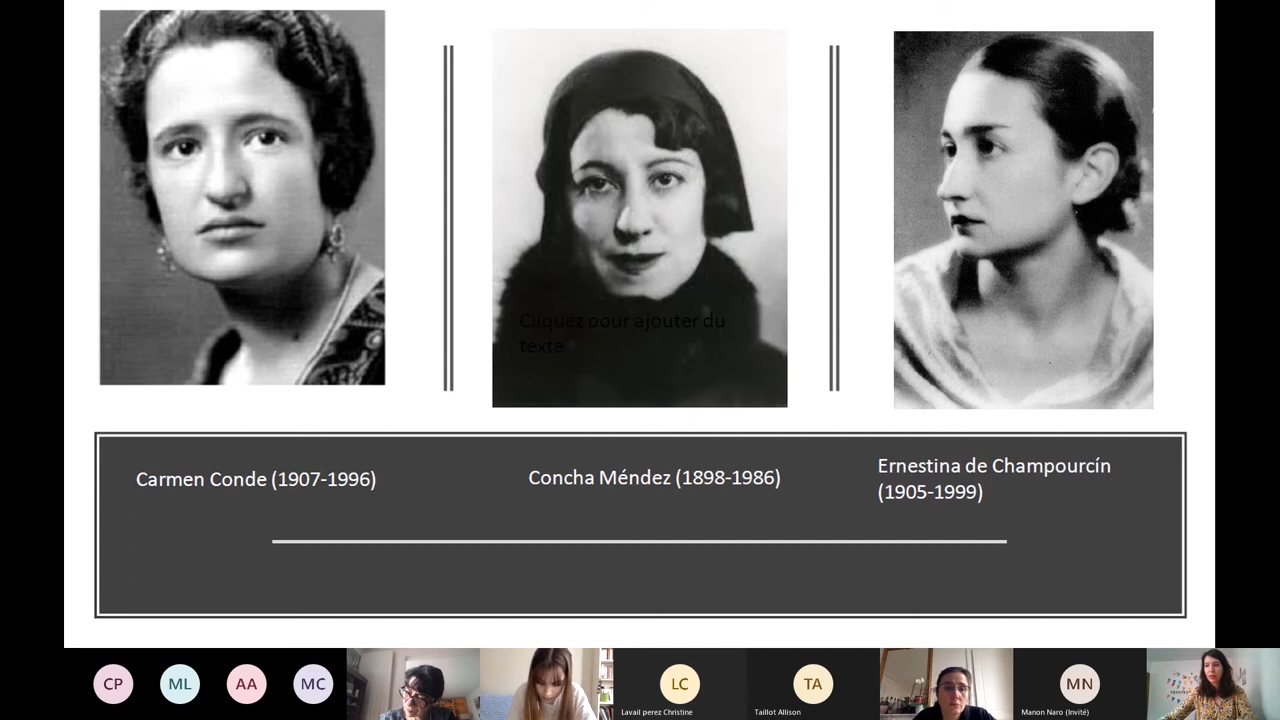 Cliquez pour ajouter du
texte
Carmen Conde (1907-1996)
Concha Méndez (1898-1986)
Ernestina de Champourcín
(1905-1999)
CP
ML
AA
MC
LC
Lavail perez Christine
TA
Taillot Allison
MN
Manon Naro (Invité)